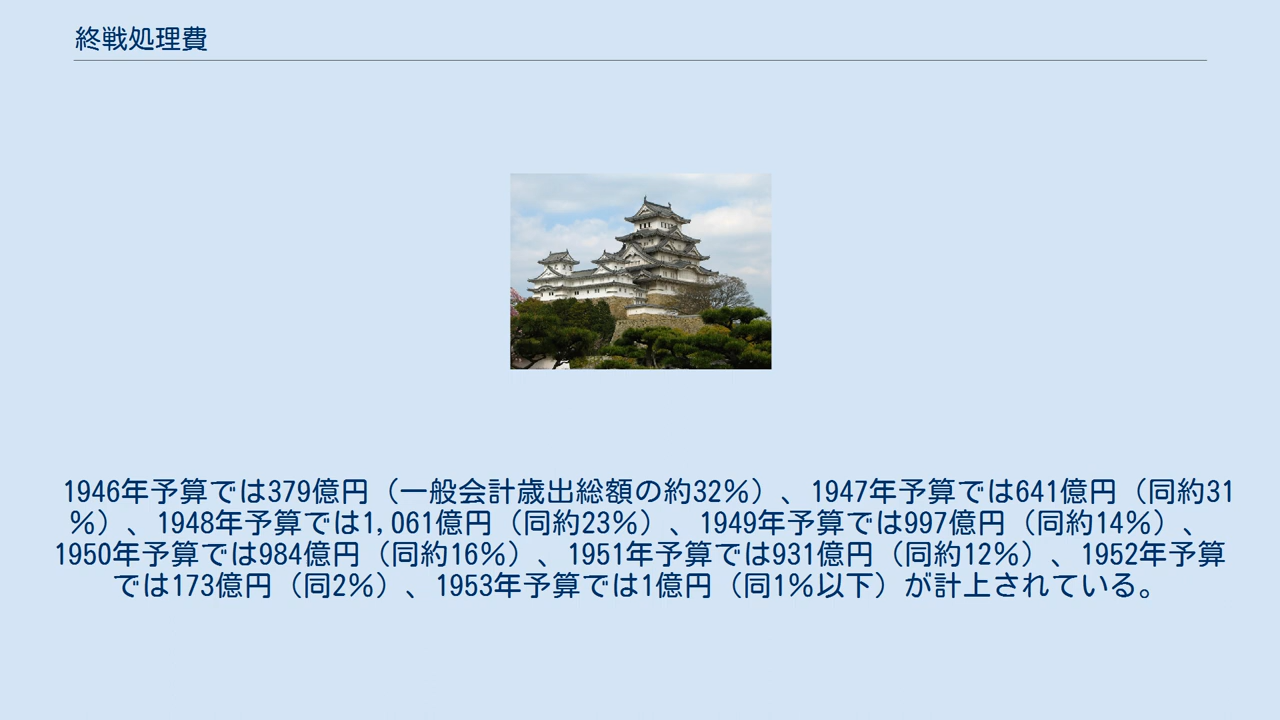 終戦処理費
1946年予算では379億円（一般会計歳出総額の約32％）、1947年予算では641億円（同約31
％）、1948年予算では1,061億円（同約23％）、1949年予算では997億円（同約14％）、
1950年予算では984億円（同約16％）、1951年予算では931億円（同約12％）、1952年予算
では173億円（同2％）、1953年予算では1億円（同1％以下）が計上されている。